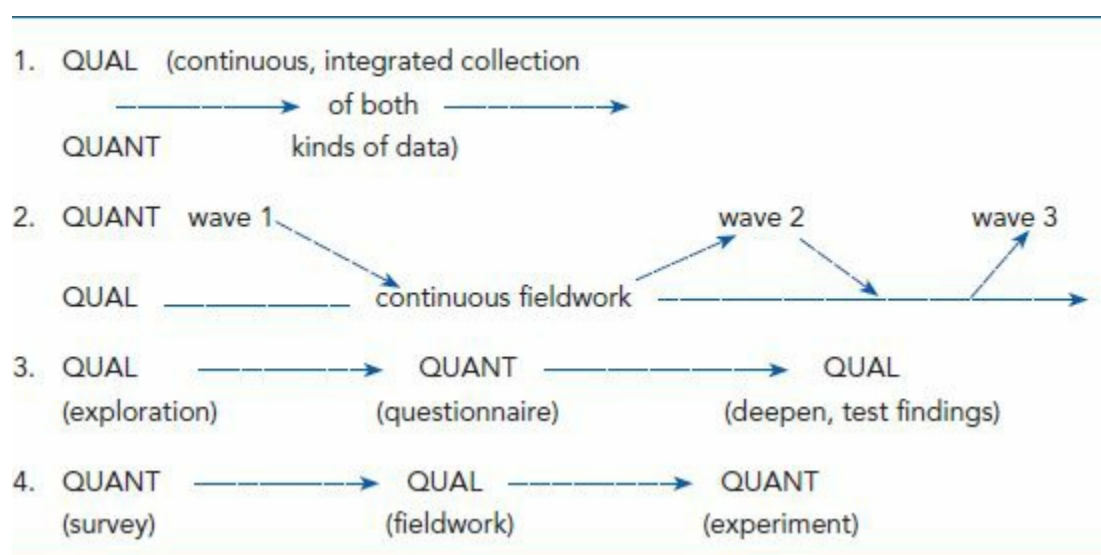 1. QUAL (continuous, integrated collection
of both
QUANT kinds of data)
2. QUANT wave 1 wave 2 wave 3
QUAL continuous fieldwork
3. QUAL QUANT QUAL
(exploration) (questionnaire) (deepen, test findings)
4. QUANT QUAL QUANT
(survey) (fieldwork) (experiment)